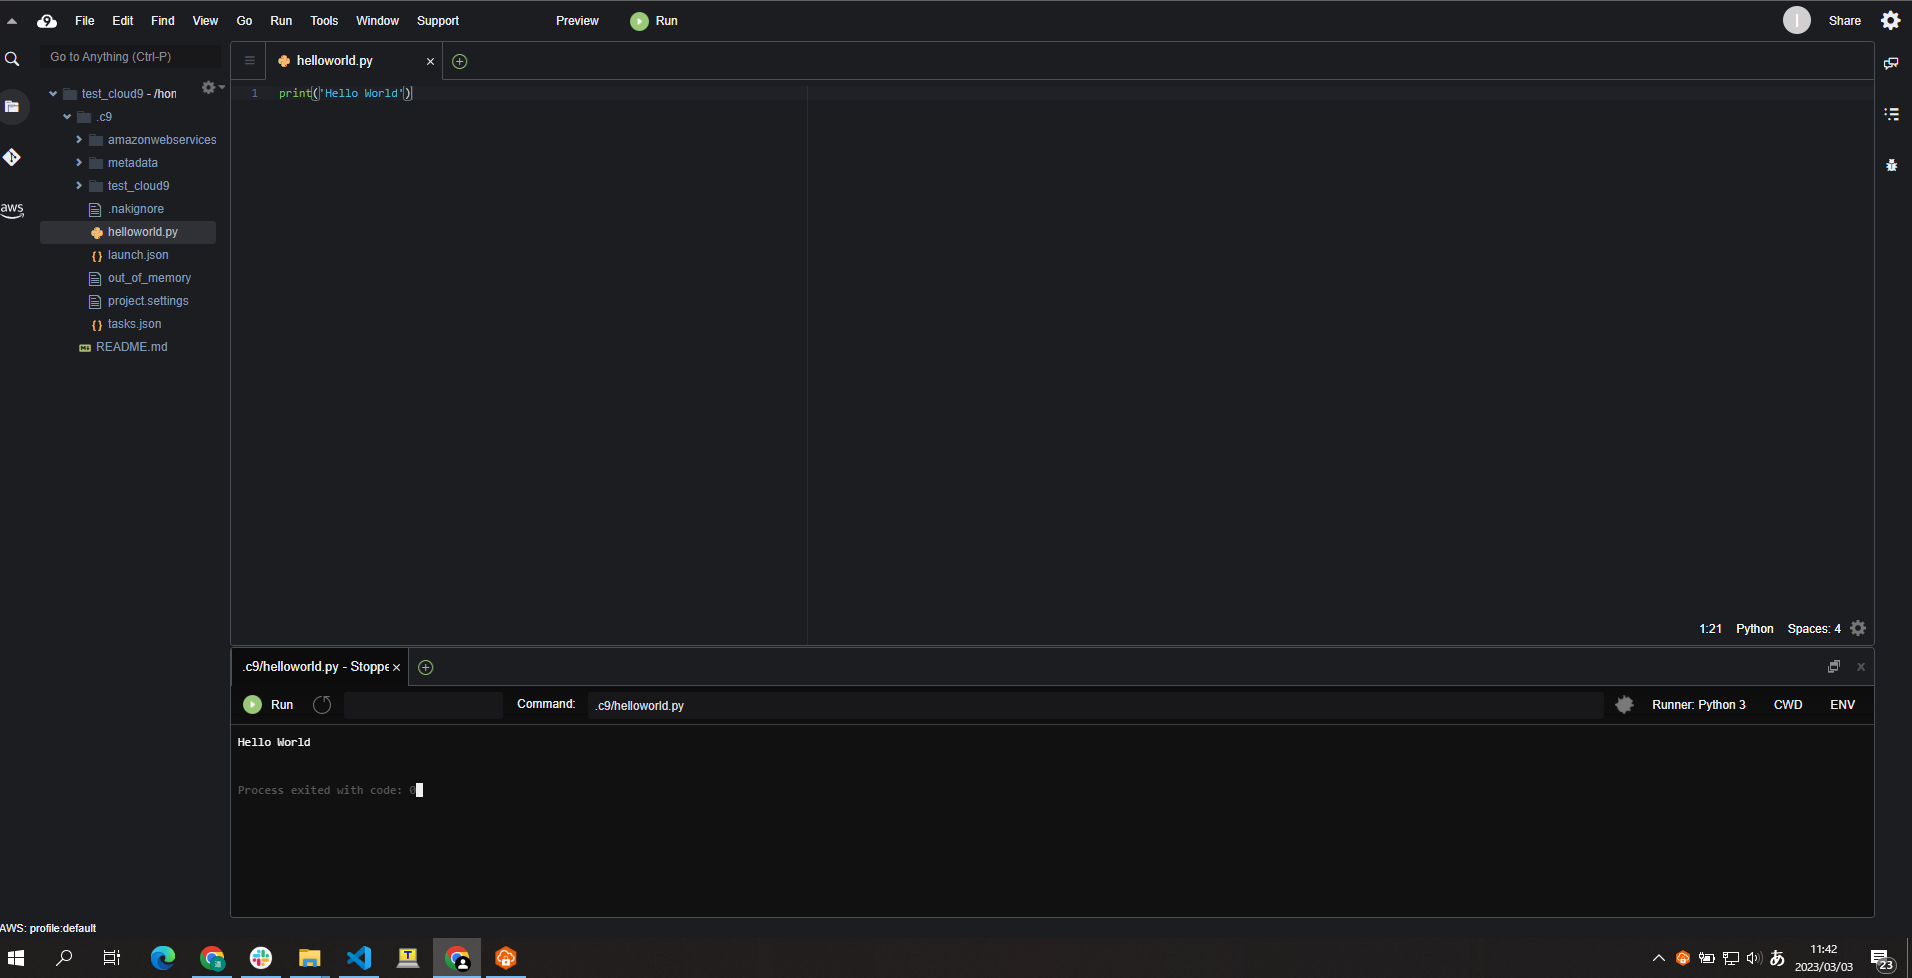 9 File Edit Find View Go Run Tools Window Support Preview Run I Share
Go to Anything (Ctrl-P)
helloworld.py
test_cloud9 - /hon
.c9
amazonwebservices
metadata
test_cloud9
.nakignore
helloworld.py
launch.json
out_of_memory
project.settings
tasks.json
README.md
aws
1 print('Hello World')
1:21 Python Spaces: 4
.c9/helloworld.py - Stoppe
Run Command: .c9/helloworld.py Runner: Python 3 CWD ENV
Hello World
Process exited with code: 0
AWS: profile:default
T
あ
11:42
2023/03/03
23